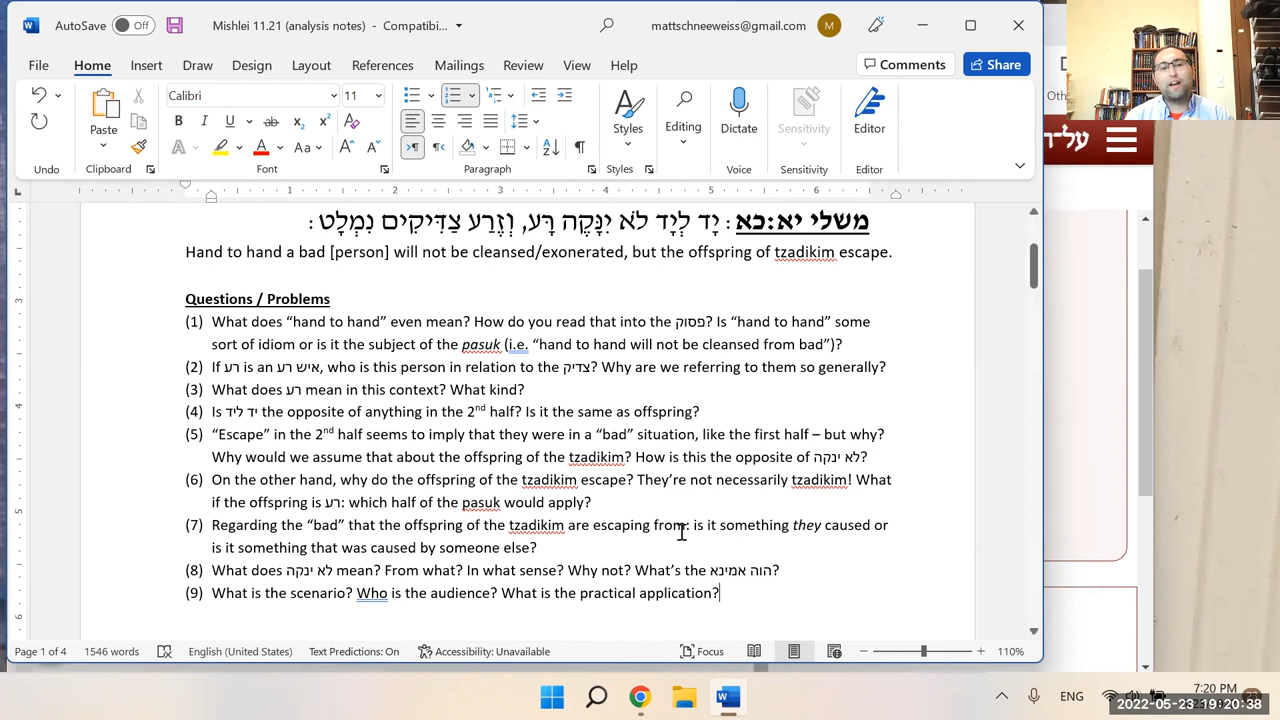 AutoSave Off Mishlei 11.21 (analysis notes) - Compatibi... mattschneeweiss@gmail.com M
File Home Insert Draw Design Layout References Mailings Review View Help Comments Share
Calibri 11
Paste Styles Editing Dictate Sensitivity Editor
Undo Clipboard Font Paragraph Styles Voice Sensitivity Editor
על־ה
1 2 3 4 5 6
משלי יא:כא: יָד לְיָד לֹא יִנָּקֶה רָּע, וְזֶרַע צַדִּיקִים נִמְלָט:
Hand to hand a bad [person] will not be cleansed/exonerated, but the offspring of tzadikim escape.
Questions / Problems
(1) What does “hand to hand” even mean? How do you read that into the פסוק? Is “hand to hand” some
sort of idiom or is it the subject of the pasuk (i.e. “hand to hand will not be cleansed from bad”)?
(2) If רע is an איש רע, who is this person in relation to the צדיק? Why are we referring to them so generally?
(3) What does רע mean in this context? What kind?
(4) Is יד ליד the opposite of anything in the 2nd half? Is it the same as offspring?
(5) “Escape” in the 2nd half seems to imply that they were in a “bad” situation, like the first half – but why?
Why would we assume that about the offspring of the tzadikim? How is this the opposite of לא ינקה?
(6) On the other hand, why do the offspring of the tzadikim escape? They’re not necessarily tzadikim! What
if the offspring is רע: which half of the pasuk would apply?
(7) Regarding the “bad” that the offspring of the tzadikim are escaping from: is it something they caused or
is it something that was caused by someone else?
(8) What does לא ינקה mean? From what? In what sense? Why not? What’s the הוה אמינא?
(9) What is the scenario? Who is the audience? What is the practical application?
Page 1 of 4 1546 words English (United States) Text Predictions: On Accessibility: Unavailable Focus 110%
ENG 7:20 PM
2022-05-23 19:20:38